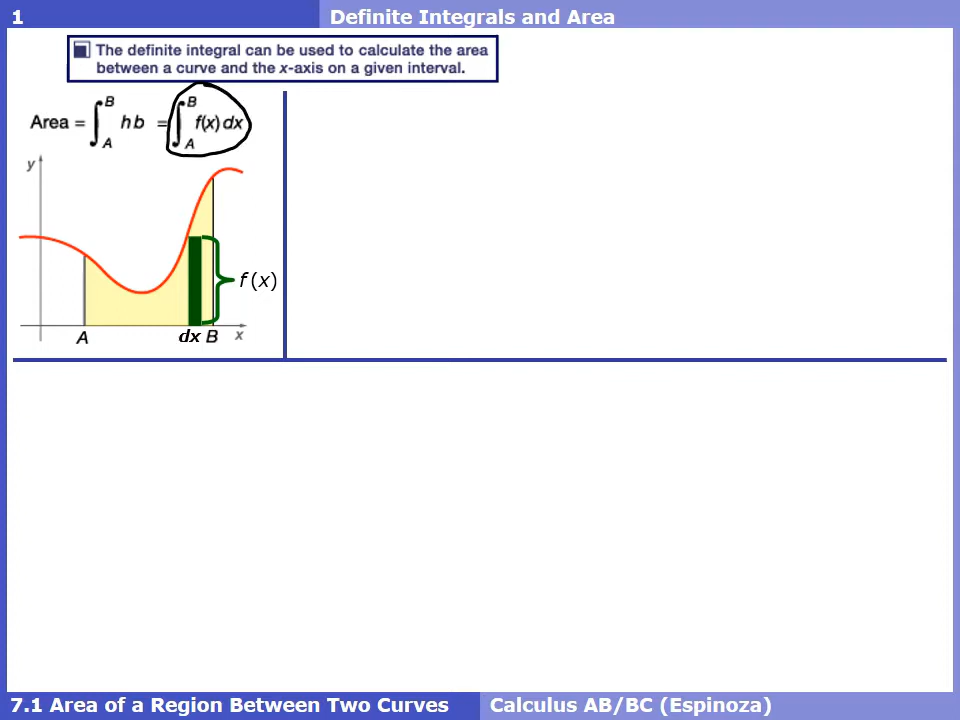 1
Definite Integrals and Area
The definite integral can be used to calculate the area
between a curve and the x-axis on a given interval.
Area = ∫_A^B h b = ∫_A^B f(x) dx
y
f (x)
A
dx B
x
7.1 Area of a Region Between Two Curves
Calculus AB/BC (Espinoza)